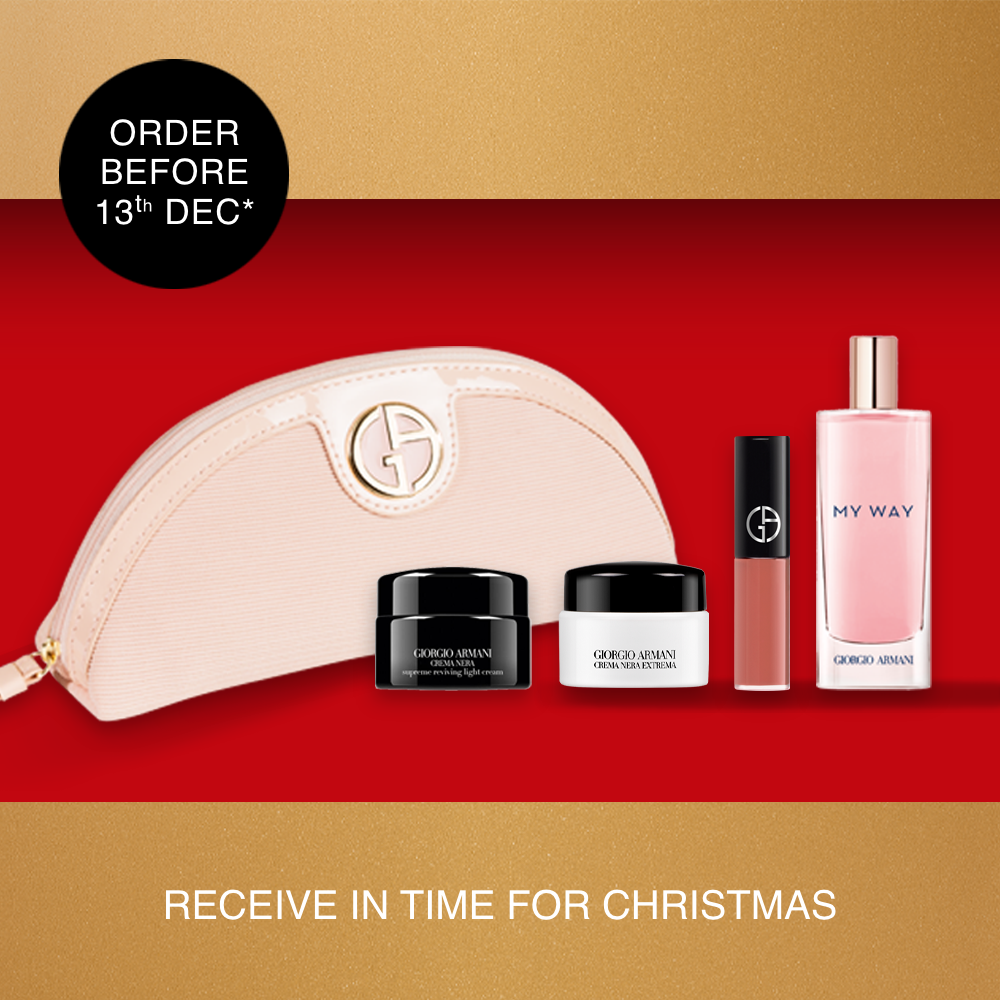 ORDER
BEFORE
13th DEC*
GIORGIO ARMANI
CREMA NERA
supreme reviving light cream
GIORGIO ARMANI
CREMA NERA EXTREMA
MY WAY
GIORGIO ARMANI
RECEIVE IN TIME FOR CHRISTMAS